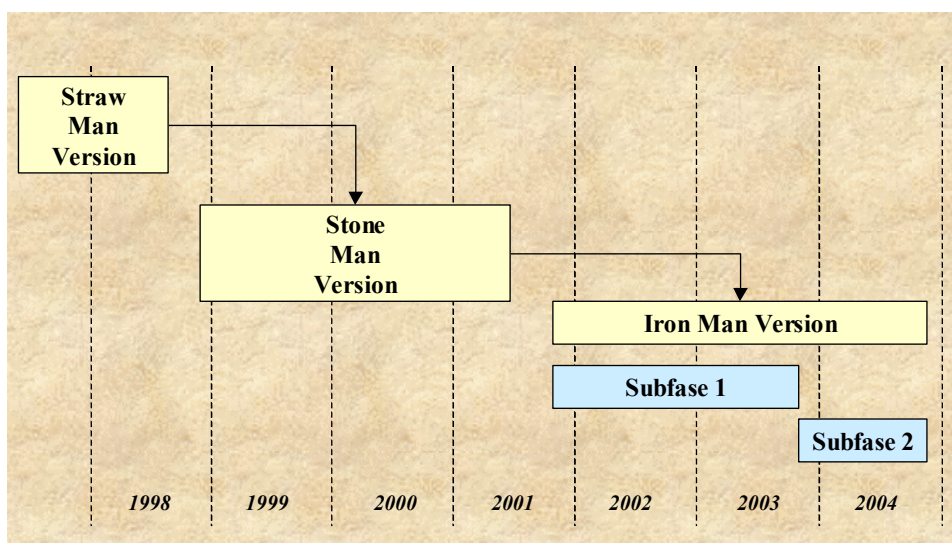 Straw
Man
Version
Stone
Man
Version
Iron Man Version
Subfase 1
Subfase 2
1998 1999 2000 2001 2002 2003 2004